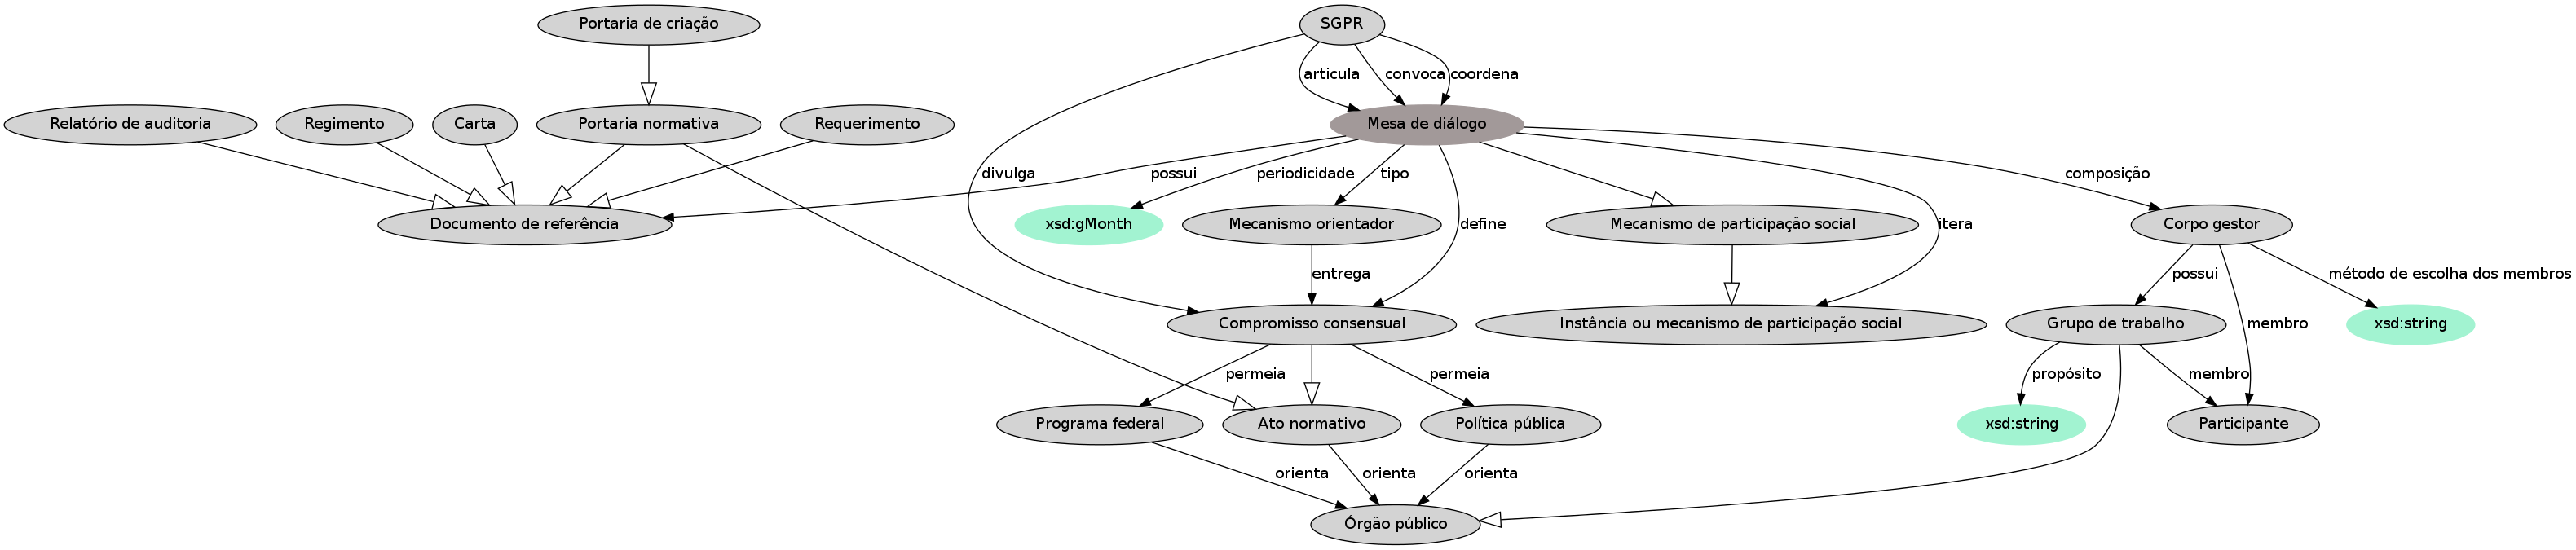 Portaria de criação
SGPR
articula
convoca
coordena
Relatório de auditoria
Regimento
Carta
Portaria normativa
Requerimento
Mesa de diálogo
divulga
possui
periodicidade
tipo
composição
Documento de referência
xsd:gMonth
Mecanismo orientador
define
Mecanismo de participação social
itera
Corpo gestor
entrega
possui
método de escolha dos membros
Compromisso consensual
Instância ou mecanismo de participação social
Grupo de trabalho
membro
xsd:string
permeia
permeia
propósito
membro
Programa federal
Ato normativo
Política pública
xsd:string
Participante
orienta
orienta
orienta
Órgão público